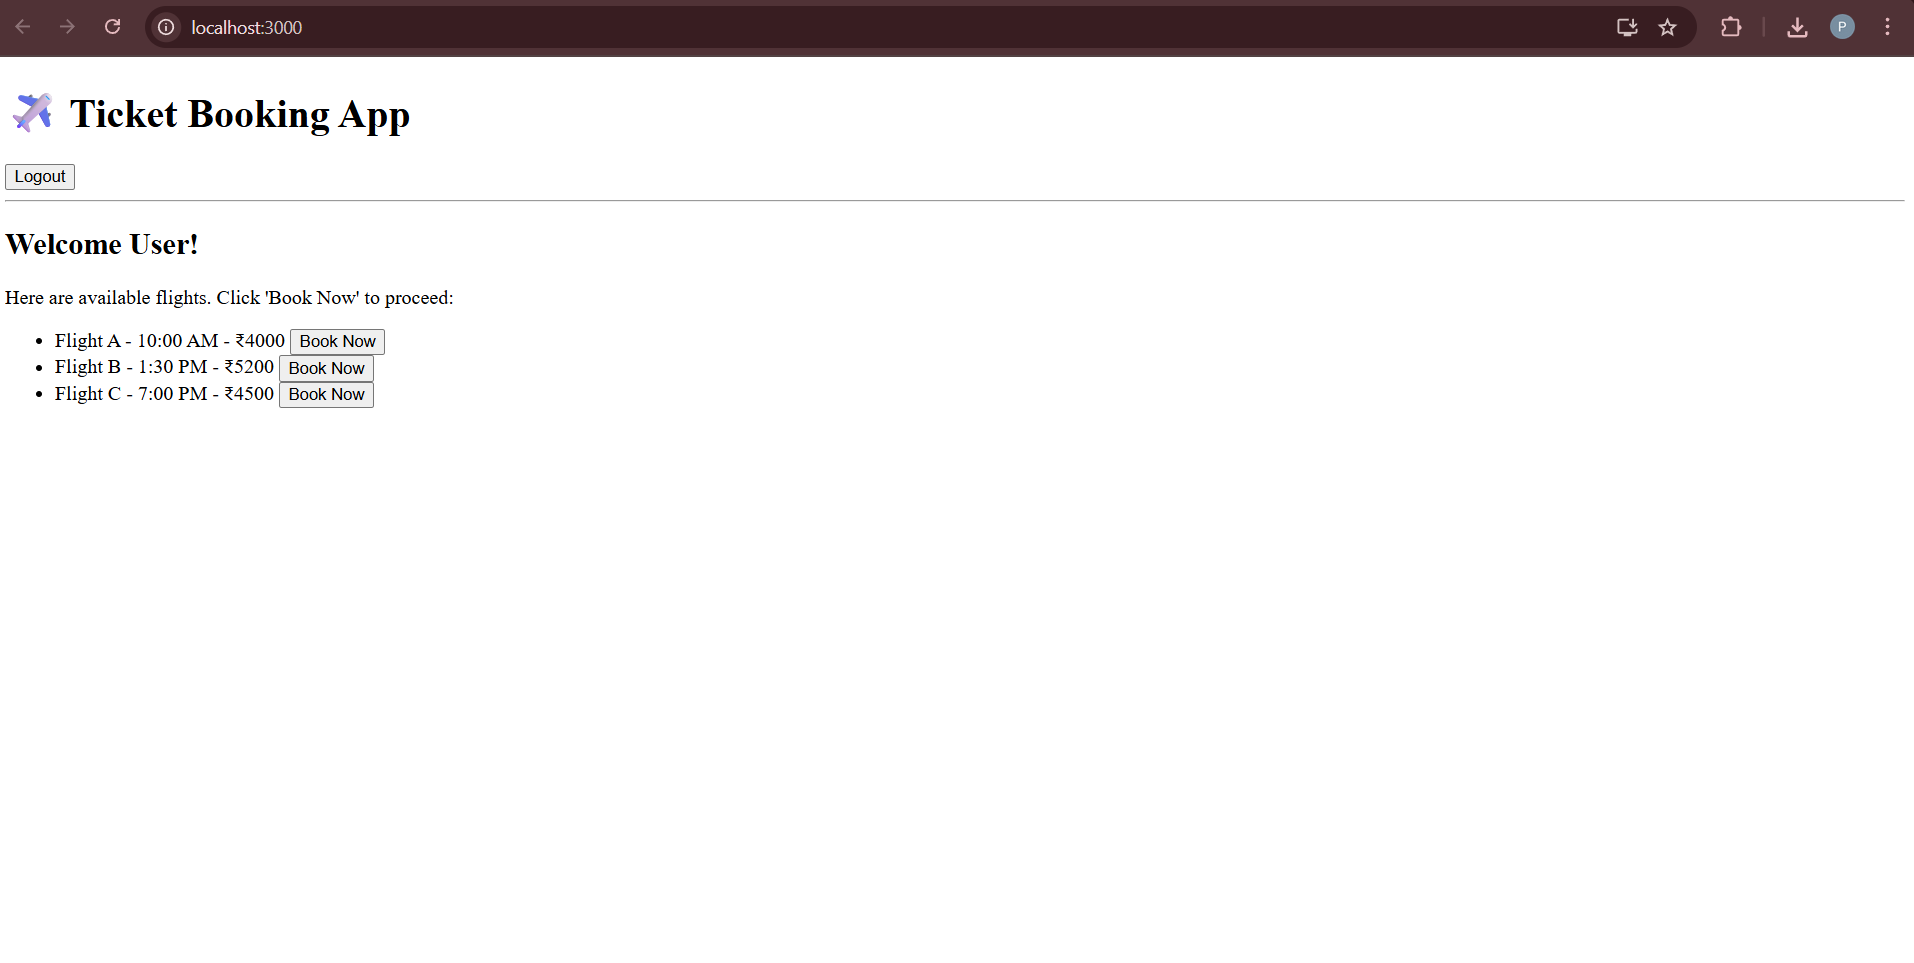 localhost:3000
P
✈️ Ticket Booking App
Logout
Welcome User!
Here are available flights. Click 'Book Now' to proceed:
• Flight A - 10:00 AM - ₹4000 Book Now
• Flight B - 1:30 PM - ₹5200 Book Now
• Flight C - 7:00 PM - ₹4500 Book Now